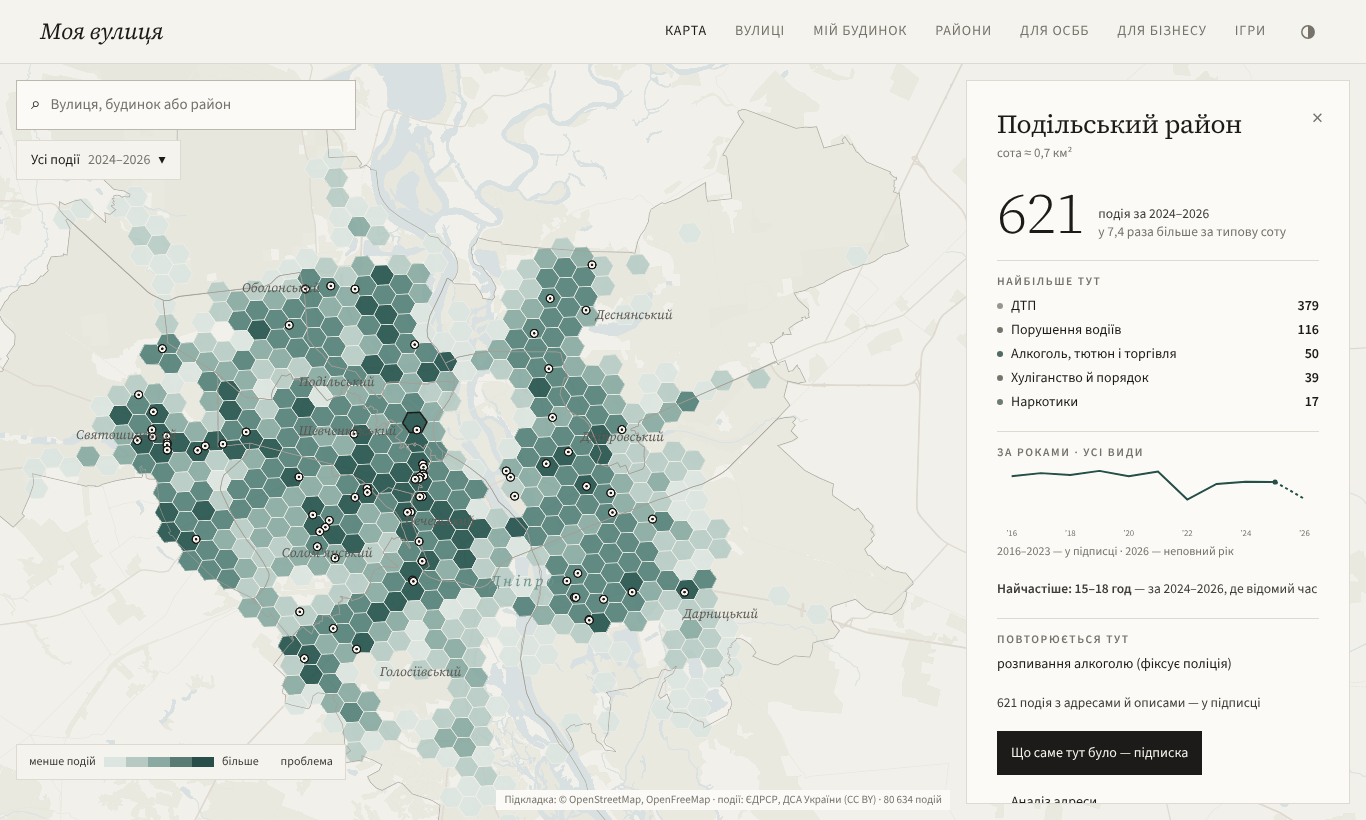 Моя вулиця
КАРТА ВУЛИЦІ МІЙ БУДИНОК РАЙОНИ ДЛЯ ОСББ ДЛЯ БІЗНЕСУ ІГРИ
Вулиця, будинок або район
Усі події 2024–2026 ▼
Оболонський
Деснянський
Подільський
Святошинський
Шевченківський
Дніпровський
Печерський
Солом'янський
Дніпро
Дарницький
Голосіївський
менше подій більше проблема
Підкладка: © OpenStreetMap, OpenFreeMap · події: ЄДРСР, ДСА України (CC BY) · 80 634 подій
Подільський район ×
сота ≈ 0,7 км²
621 подія за 2024–2026
у 7,4 раза більше за типову соту
НАЙБІЛЬШЕ ТУТ
ДТП 379
Порушення водіїв 116
Алкоголь, тютюн і торгівля 50
Хуліганство й порядок 39
Наркотики 17
ЗА РОКАМИ · УСІ ВИДИ
'16 '18 '20 '22 '24 '26
2016–2023 — у підписці · 2026 — неповний рік
Найчастіше: 15–18 год — за 2024–2026, де відомий час
ПОВТОРЮЄТЬСЯ ТУТ
розпивання алкоголю (фіксує поліція)
621 подія з адресами й описами — у підписці
Що саме тут було — підписка
Аналіз адреси